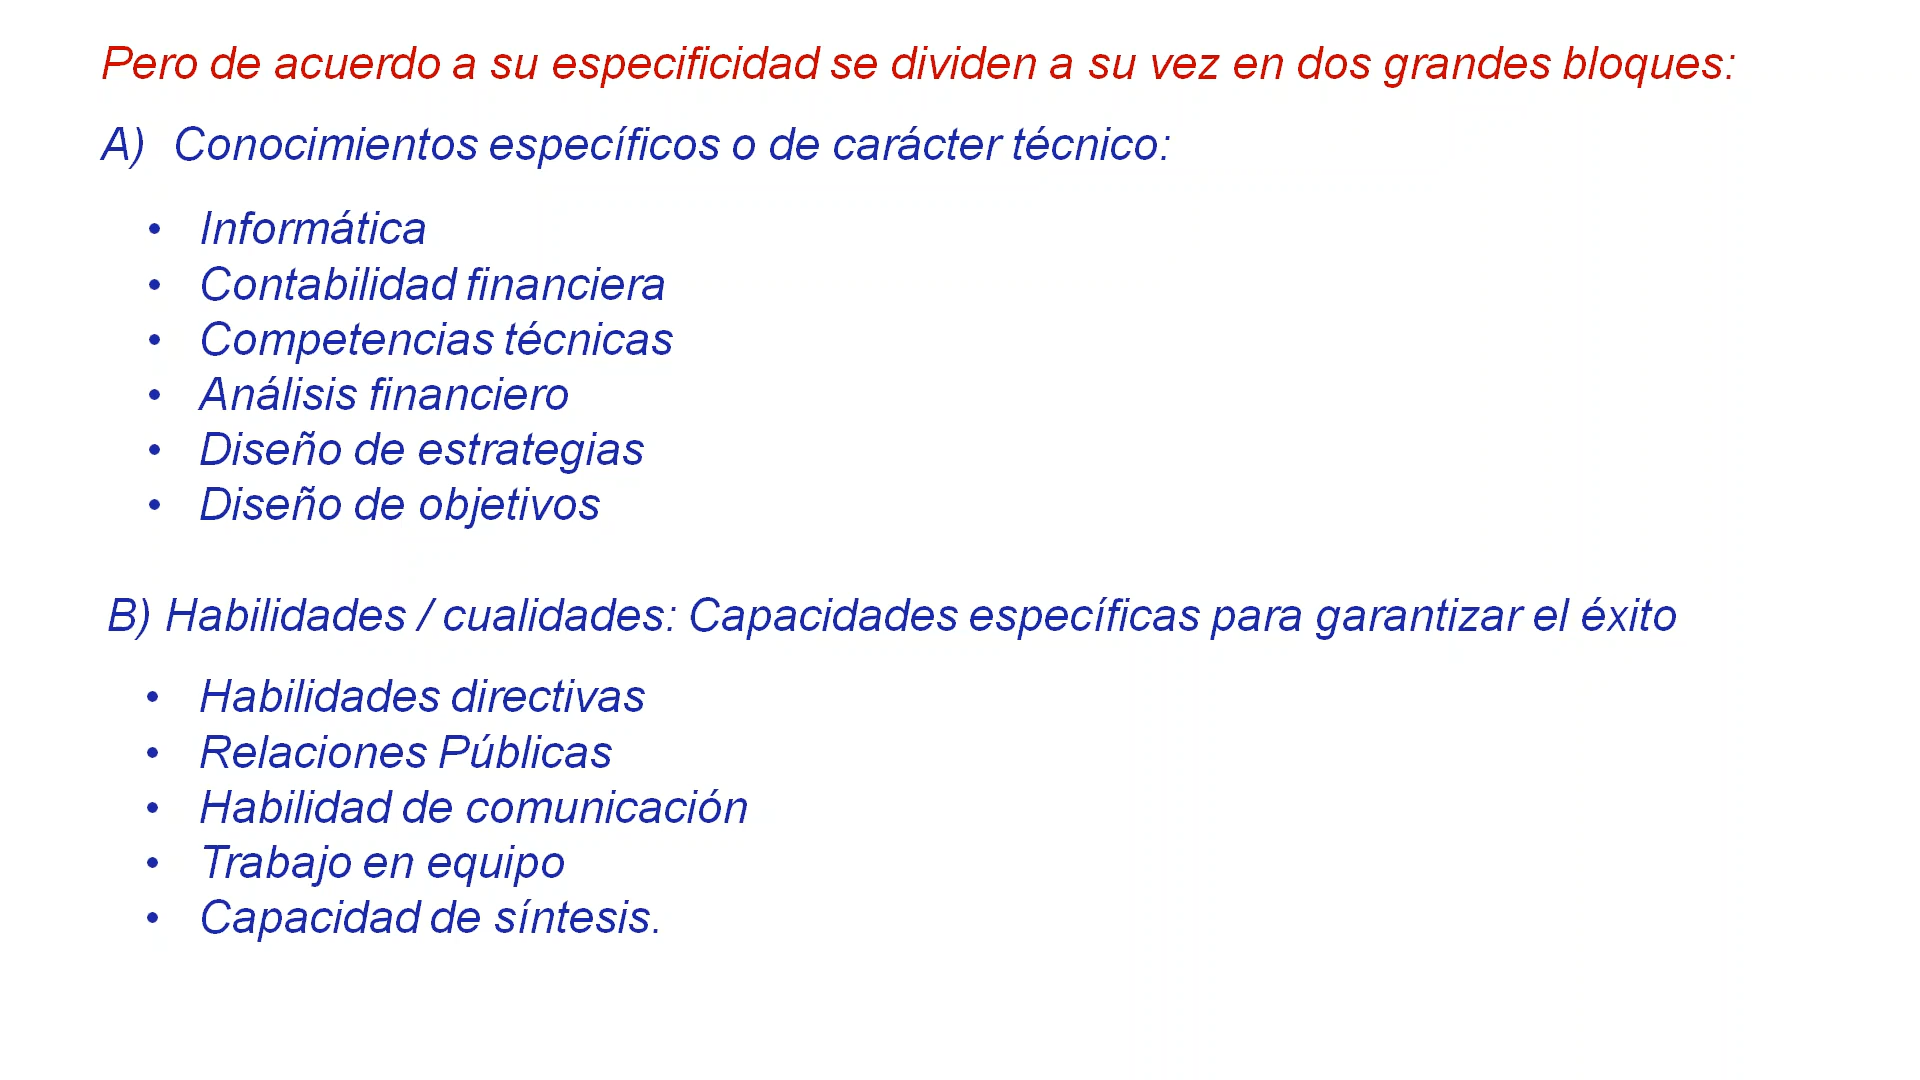 Pero de acuerdo a su especificidad se dividen a su vez en dos grandes bloques:
A) Conocimientos específicos o de carácter técnico:
• Informática
• Contabilidad financiera
• Competencias técnicas
• Análisis financiero
• Diseño de estrategias
• Diseño de objetivos
B) Habilidades / cualidades: Capacidades específicas para garantizar el éxito
• Habilidades directivas
• Relaciones Públicas
• Habilidad de comunicación
• Trabajo en equipo
• Capacidad de síntesis.